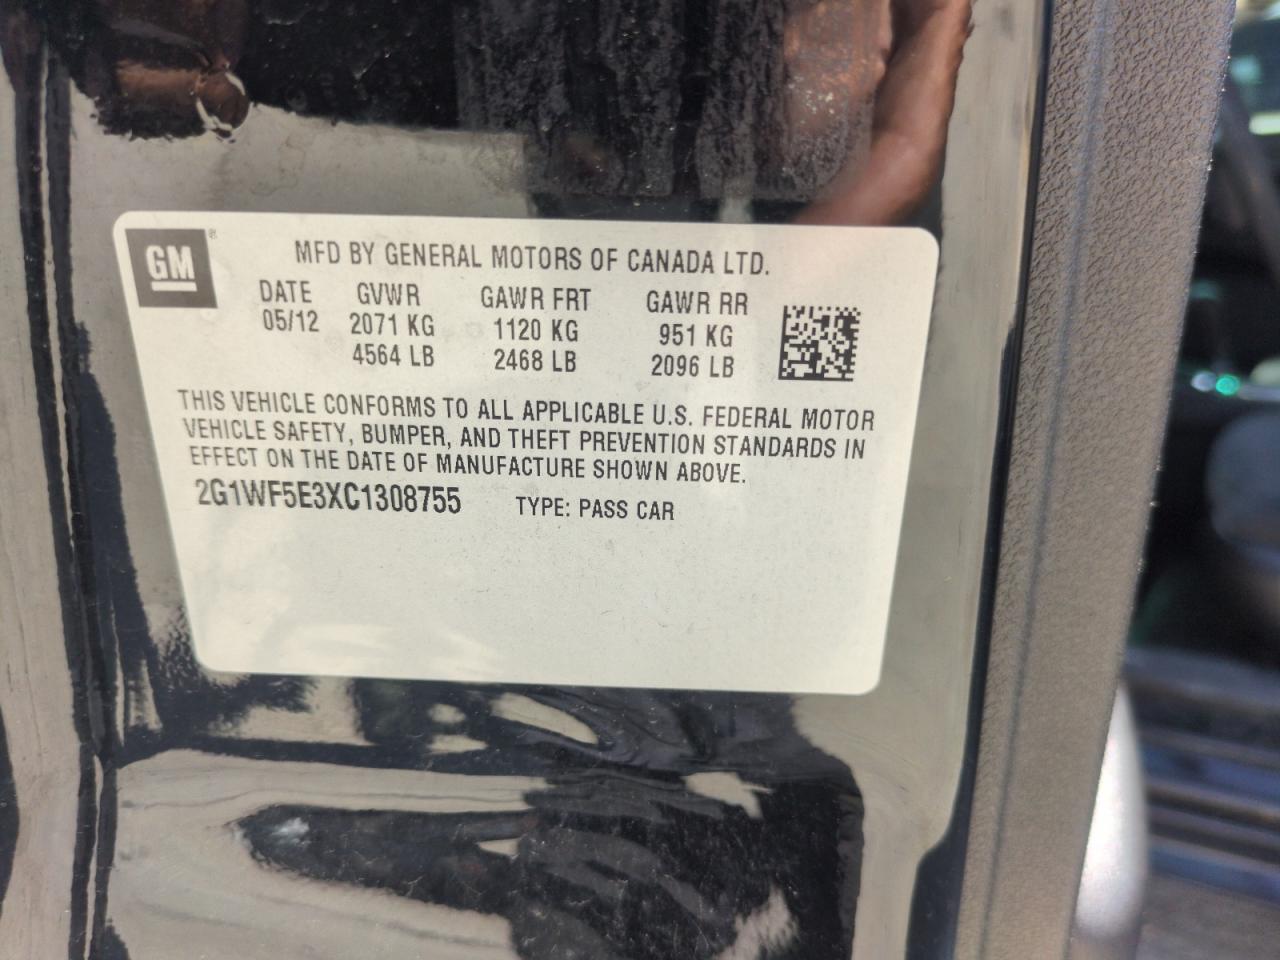 GM®
MFD BY GENERAL MOTORS OF CANADA LTD.
DATE GVWR GAWR FRT GAWR RR
05/12 2071 KG 1120 KG 951 KG
4564 LB 2468 LB 2096 LB
THIS VEHICLE CONFORMS TO ALL APPLICABLE U.S. FEDERAL MOTOR
VEHICLE SAFETY, BUMPER, AND THEFT PREVENTION STANDARDS IN
EFFECT ON THE DATE OF MANUFACTURE SHOWN ABOVE.
2G1WF5E3XC1308755 TYPE: PASS CAR